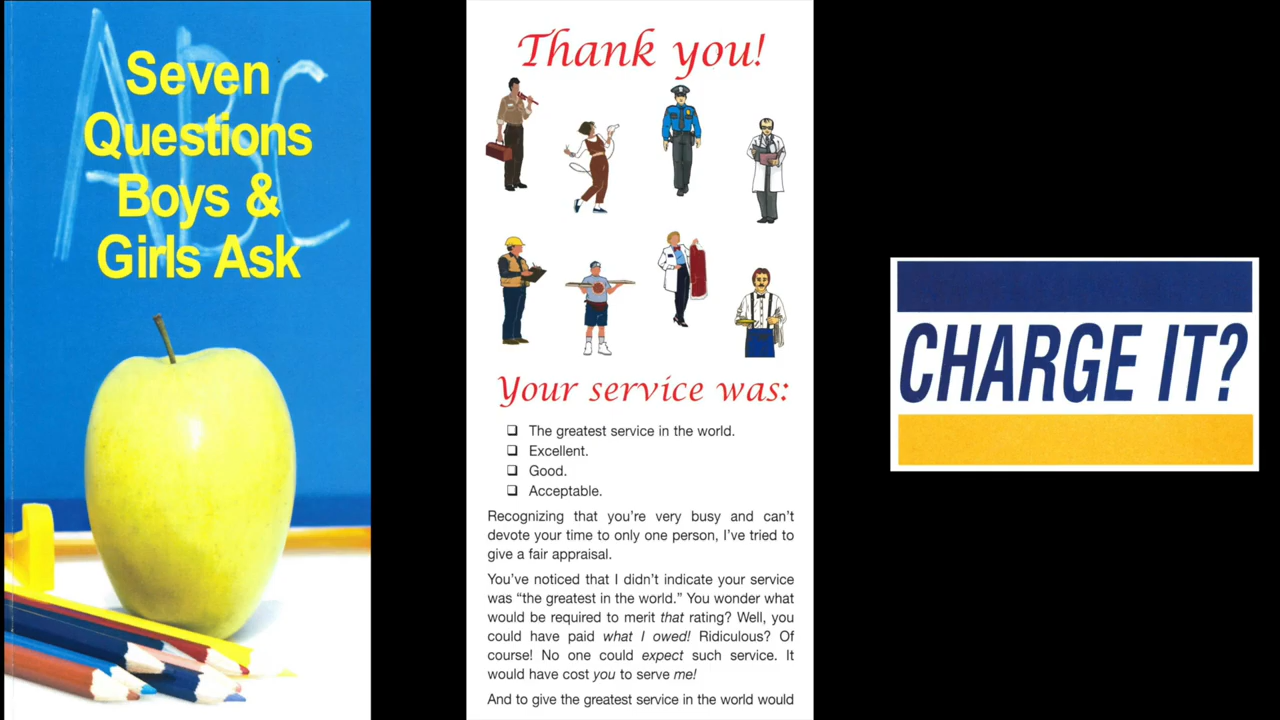 ABC
Seven
Questions
Boys &
Girls Ask
Thank you!
Your service was:
❑ The greatest service in the world.
❑ Excellent.
❑ Good.
❑ Acceptable.
Recognizing that you're very busy and can't
devote your time to only one person, I've tried to
give a fair appraisal.
You've noticed that I didn't indicate your service
was “the greatest in the world.” You wonder what
would be required to merit that rating? Well, you
could have paid what I owed! Ridiculous? Of
course! No one could expect such service. It
would have cost you to serve me!
And to give the greatest service in the world would
CHARGE IT?